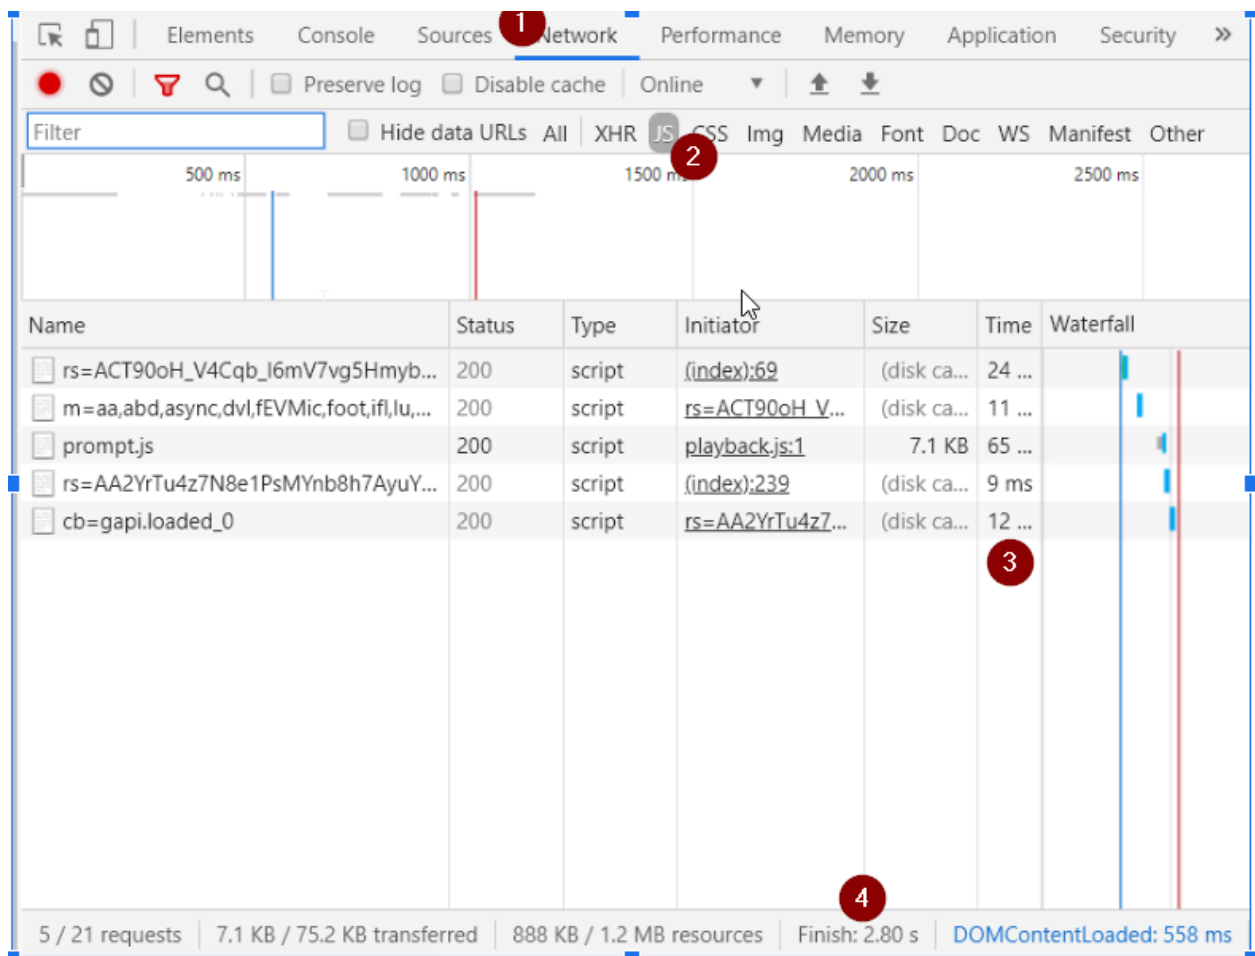 Elements Console Sources 1 Network Performance Memory Application Security »
Preserve log Disable cache Online
Filter Hide data URLs All XHR JS CSS Img Media Font Doc WS Manifest Other
2
500 ms 1000 ms 1500 ms 2000 ms 2500 ms
Name Status Type Initiator Size Time Waterfall
rs=ACT90oH_V4Cqb_I6mV7vg5Hmyb... 200 script (index):69 (disk ca... 24 ...
m=aa,abd,async,dvl,fEVMic,foot,ifl,lu,... 200 script rs=ACT90oH_V... (disk ca... 11 ...
prompt.js 200 script playback.js:1 7.1 KB 65 ...
rs=AA2YrTu4z7N8e1PsMYnb8h7AyuY... 200 script (index):239 (disk ca... 9 ms
cb=gapi.loaded_0 200 script rs=AA2YrTu4z7... (disk ca... 12 ...
3
4
5 / 21 requests 7.1 KB / 75.2 KB transferred 888 KB / 1.2 MB resources Finish: 2.80 s DOMContentLoaded: 558 ms